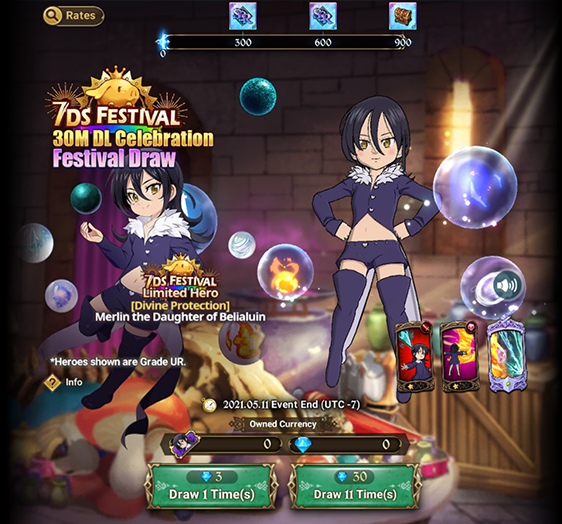 Rates
0
300
600
900
7DS FESTIVAL
30M DL Celebration
Festival Draw
7DS FESTIVAL
Limited Hero
[Divine Protection]
Merlin the Daughter of Belialuin
*Heroes shown are Grade UR.
? Info
2021.05.11 Event End (UTC -7)
Owned Currency
0
0
3
Draw 1 Time(s)
30
Draw 11 Time(s)